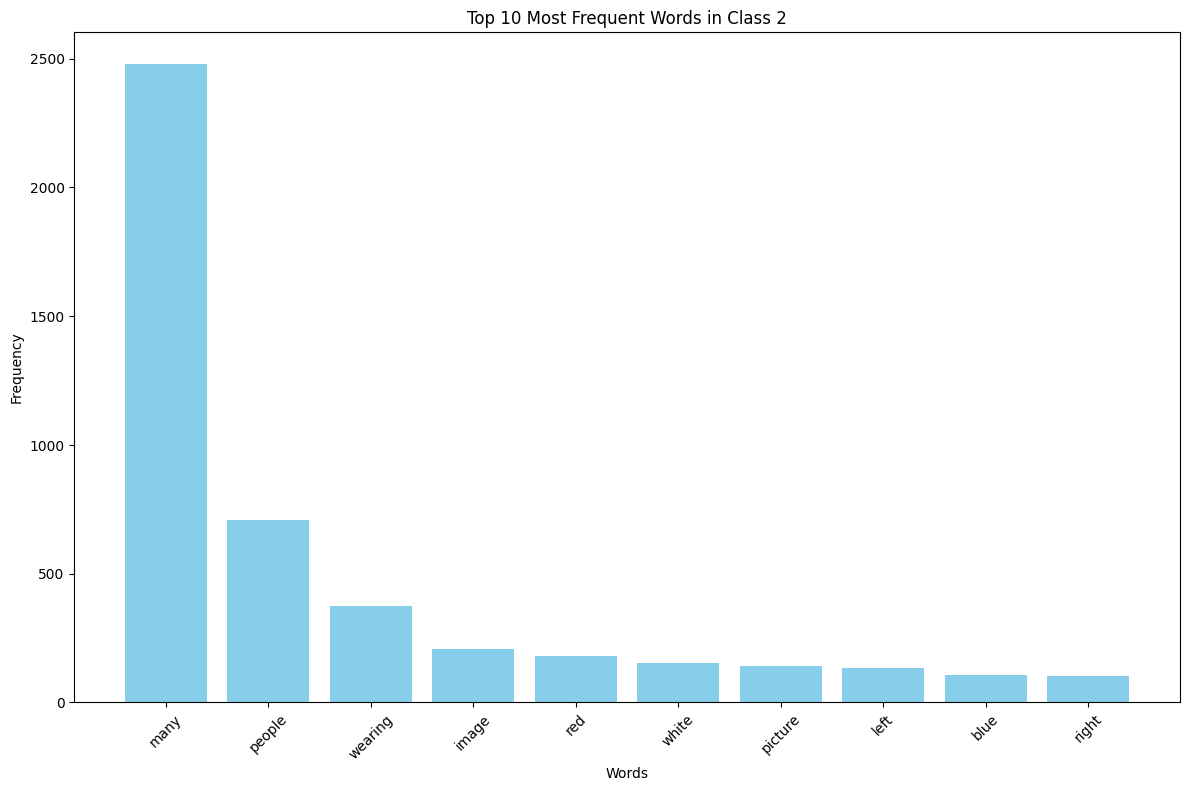 Top 10 Most Frequent Words in Class 2
2500
2000
1500
1000
500
0
Frequency
many people wearing image red white picture left blue right
Words